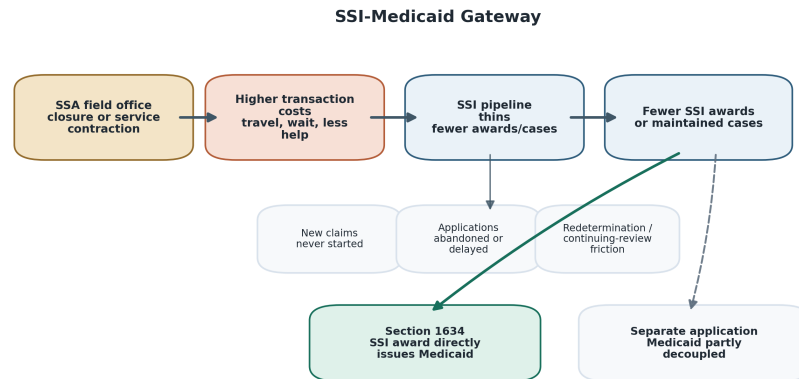 SSI-Medicaid Gateway
SSA field office
closure or service
contraction
Higher transaction
costs
travel, wait, less
help
SSI pipeline
thins
fewer awards/cases
Fewer SSI awards
or maintained cases
New claims
never started
Applications
abandoned or
delayed
Redetermination /
continuing-review
friction
Section 1634
SSI award directly
issues Medicaid
Separate application
Medicaid partly
decoupled